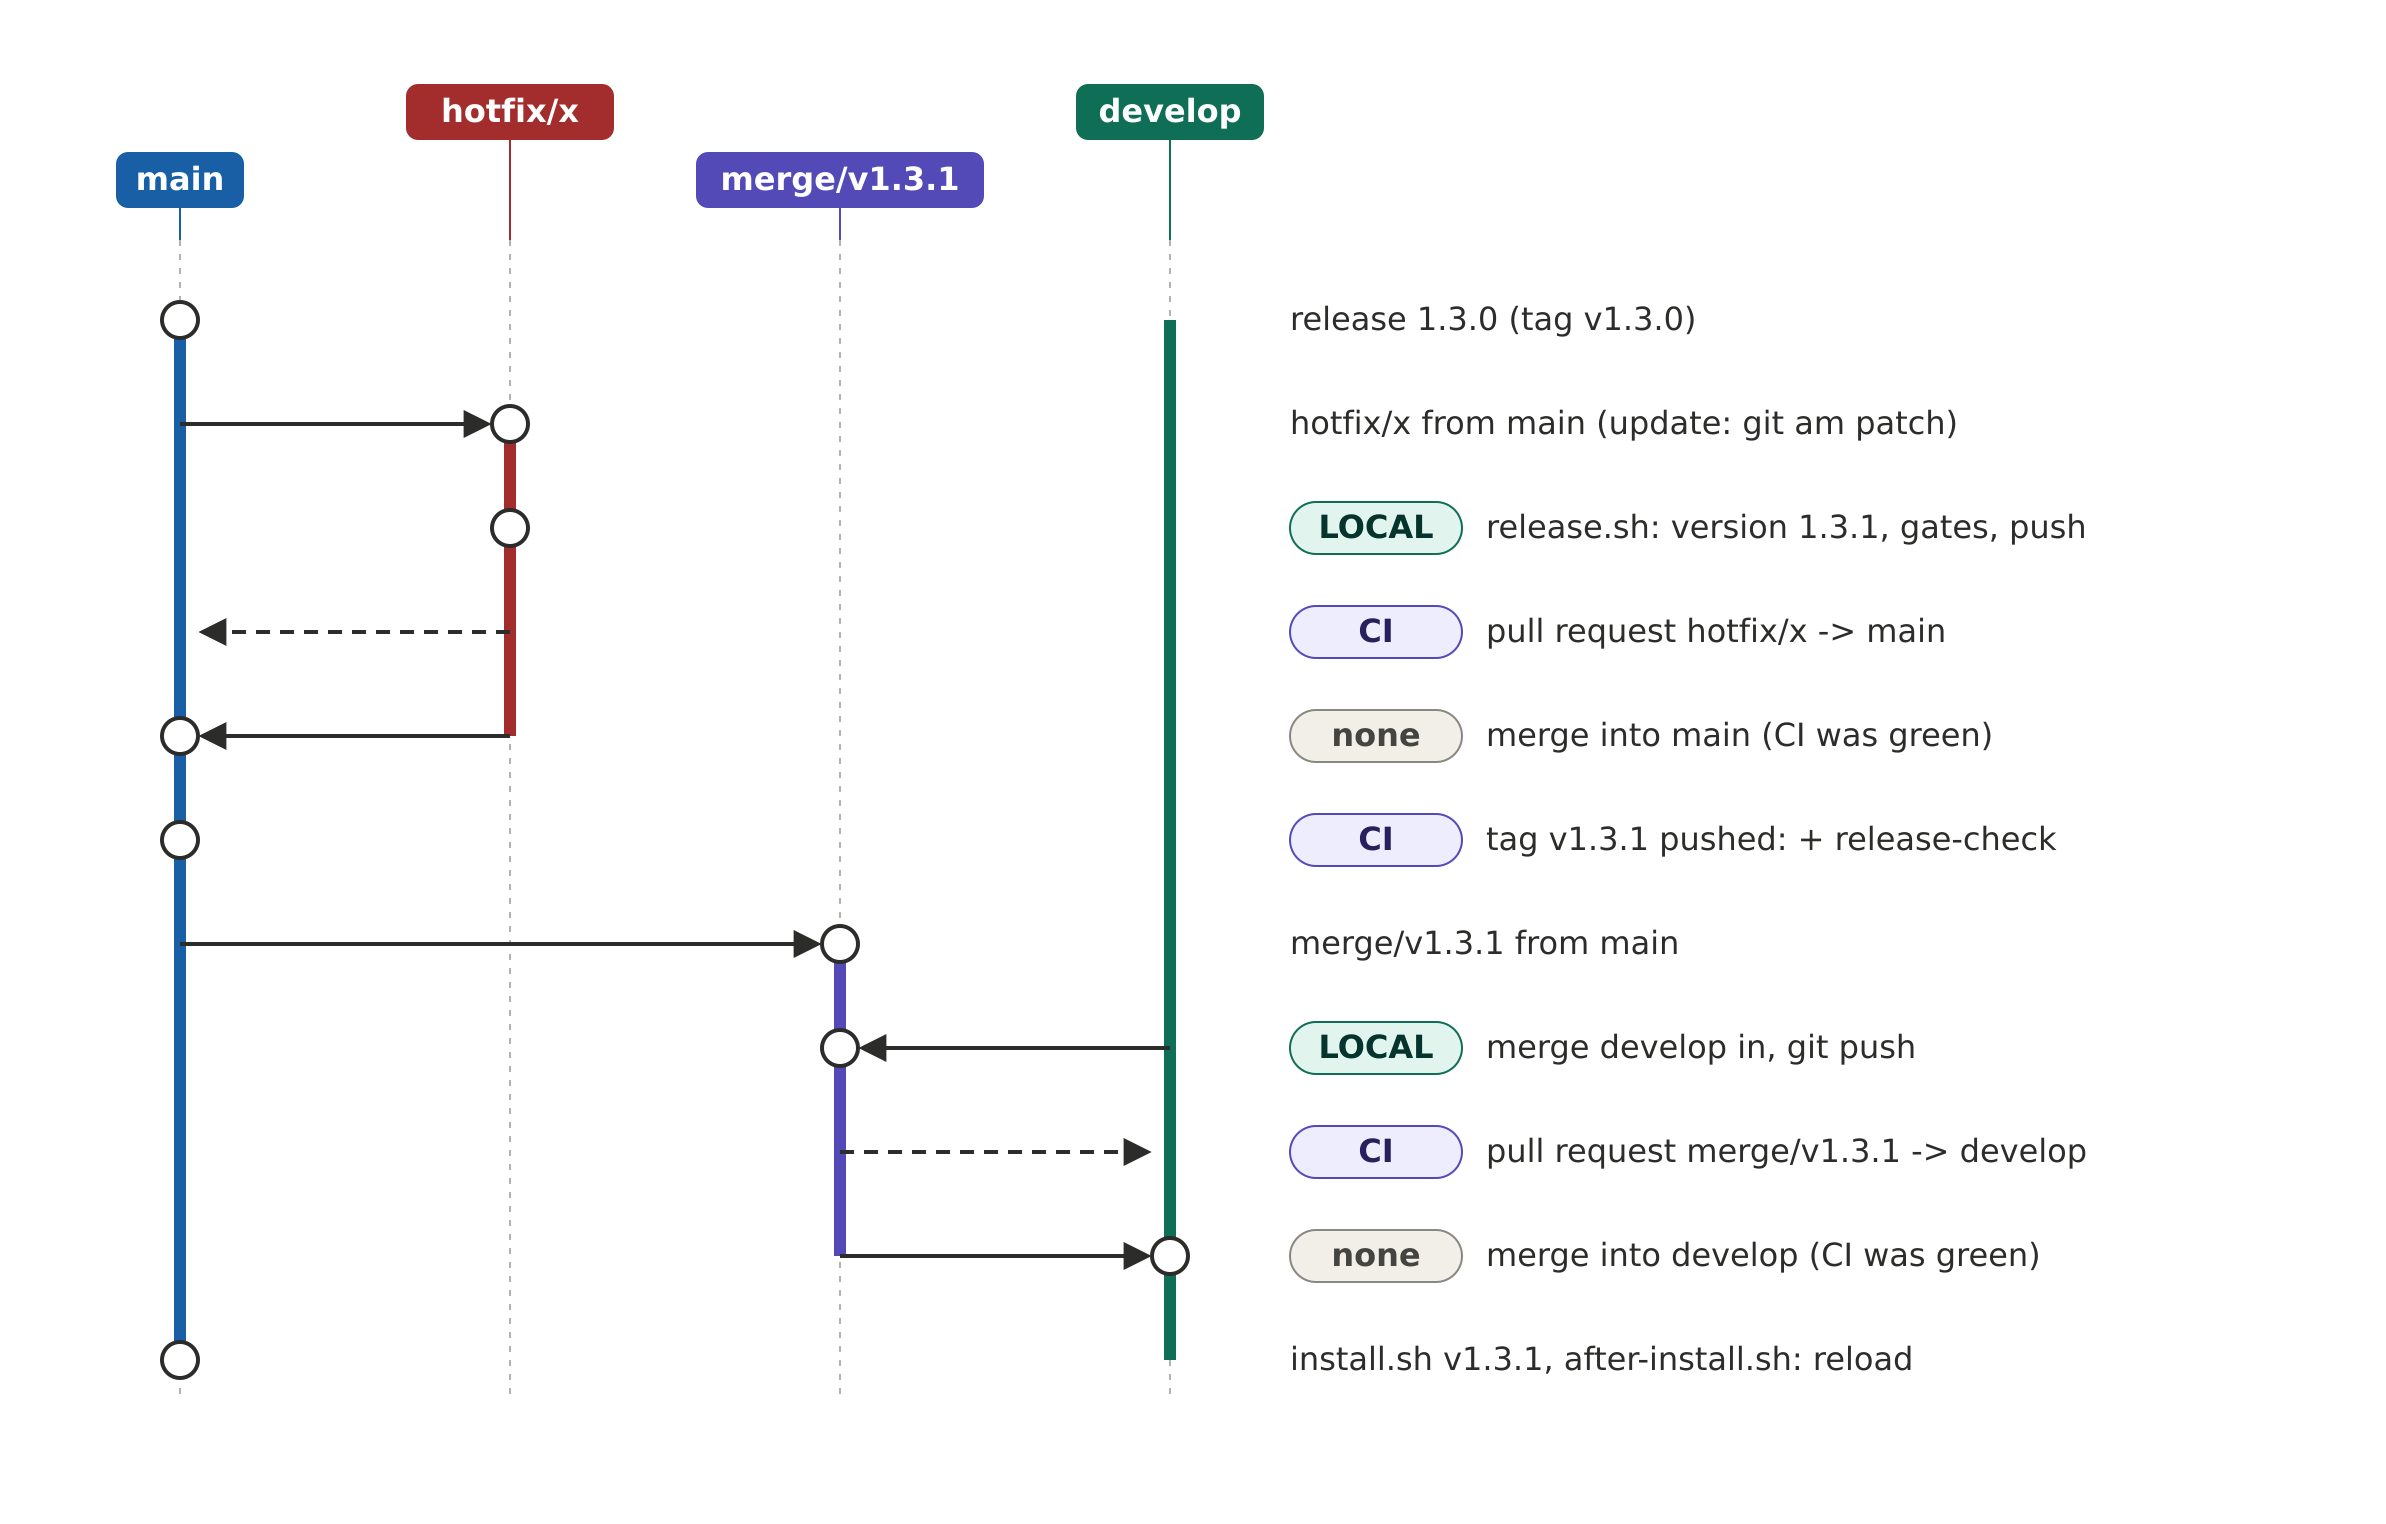 hotfix/x
develop
main
merge/v1.3.1
release 1.3.0 (tag v1.3.0)
hotfix/x from main (update: git am patch)
LOCAL release.sh: version 1.3.1, gates, push
CI pull request hotfix/x -> main
none merge into main (CI was green)
CI tag v1.3.1 pushed: + release-check
merge/v1.3.1 from main
LOCAL merge develop in, git push
CI pull request merge/v1.3.1 -> develop
none merge into develop (CI was green)
install.sh v1.3.1, after-install.sh: reload